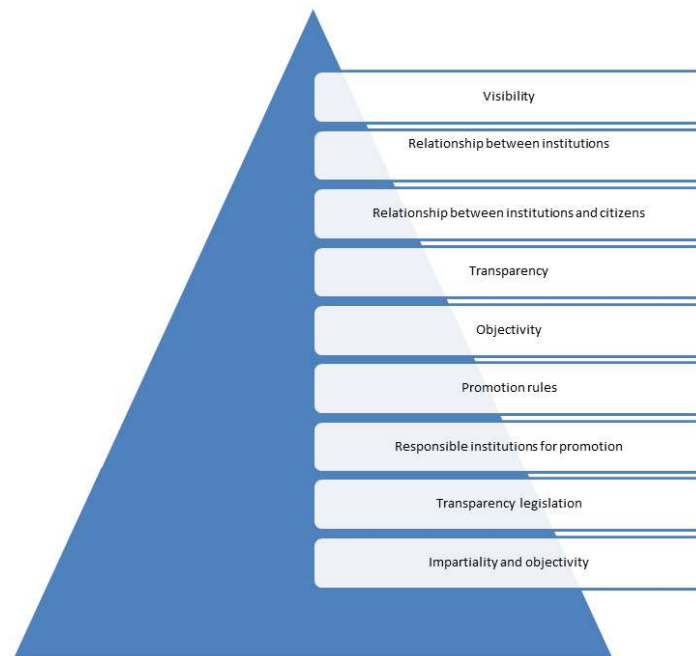 Visibility
Relationship between institutions
Relationship between institutions and citizens
Transparency
Objectivity
Promotion rules
Responsible institutions for promotion
Transparency legislation
Impartiality and objectivity